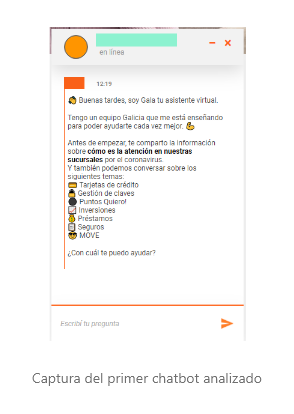 en línea
12:19
Buenas tardes, soy Gala tu asistente virtual.
Tengo un equipo Galicia que me está enseñando
para poder ayudarte cada vez mejor.
Antes de empezar, te comparto la información
sobre cómo es la atención en nuestras
sucursales por el coronavirus.
Y también podemos conversar sobre los
siguientes temas:
Tarjetas de crédito
Gestión de claves
Puntos Quiero!
Inversiones
Préstamos
Seguros
MOVE
¿Con cuál te puedo ayudar?
Escribí tu pregunta
Captura del primer chatbot analizado